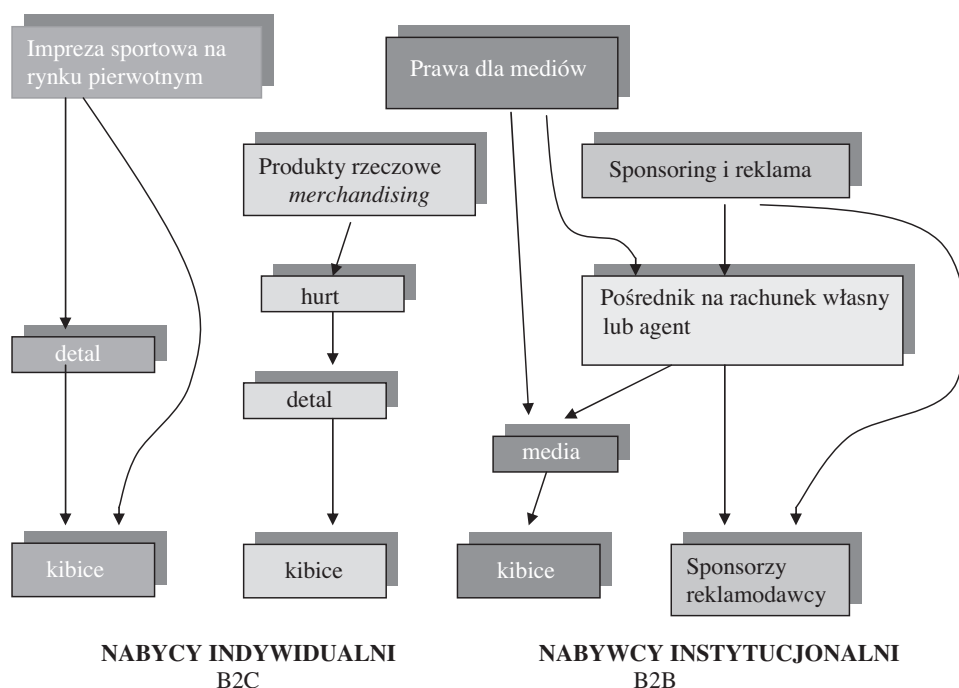 Impreza sportowa na
rynku pierwotnym
Prawa dla mediów
Produkty rzeczowe
merchandising
Sponsoring i reklama
hurt
Pośrednik na rachunek własny
lub agent
detal
detal
media
kibice
kibice
kibice
Sponsorzy
reklamodawcy
NABYCY INDYWIDUALNI
B2C
NABYWCY INSTYTUCJONALNI
B2B